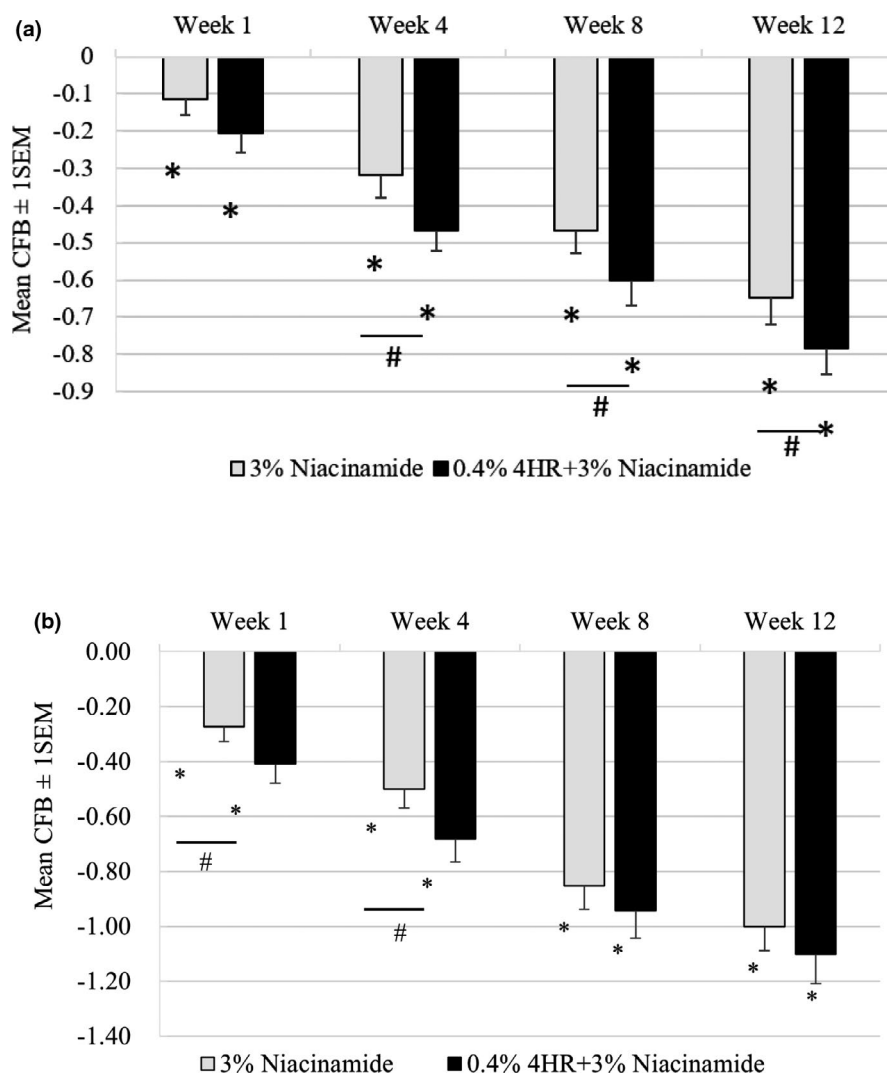 (a)
Week 1 Week 4 Week 8 Week 12
0
-0.1
-0.2
-0.3
-0.4
-0.5
-0.6
-0.7
-0.8
-0.9
Mean CFB ± 1SEM
* * * * * * * *
# # #
3% Niacinamide 0.4% 4HR+3% Niacinamide
(b)
Week 1 Week 4 Week 8 Week 12
0.00
-0.20
-0.40
-0.60
-0.80
-1.00
-1.20
-1.40
Mean CFB ± 1SEM
* * * * * * * *
# #
3% Niacinamide 0.4% 4HR+3% Niacinamide